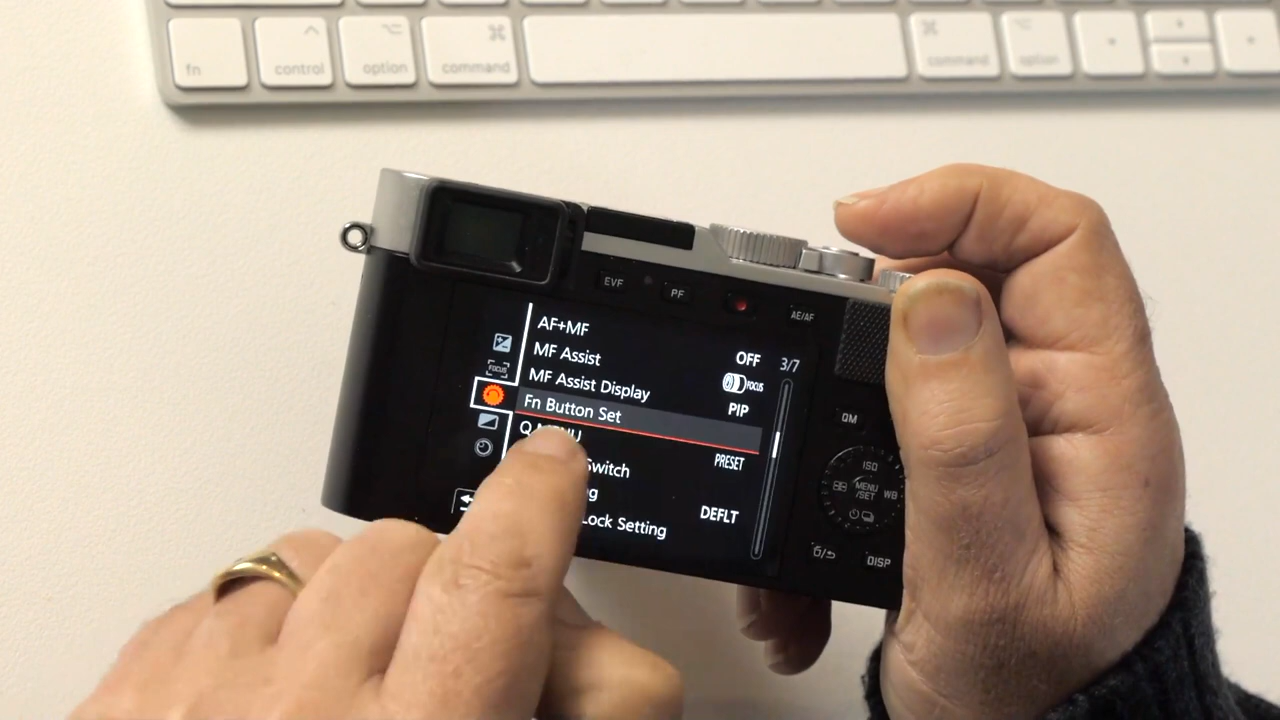 fn
control
option
command
command
option
EVF
PF
AE/AF
AF+MF
MF Assist
OFF
3/7
MF Assist Display
FOCUS
FOCUS
Fn Button Set
PIP
QM
PRESET
Switch
ISO
MENU
/SET
WB
DEFLT
Lock Setting
DISP